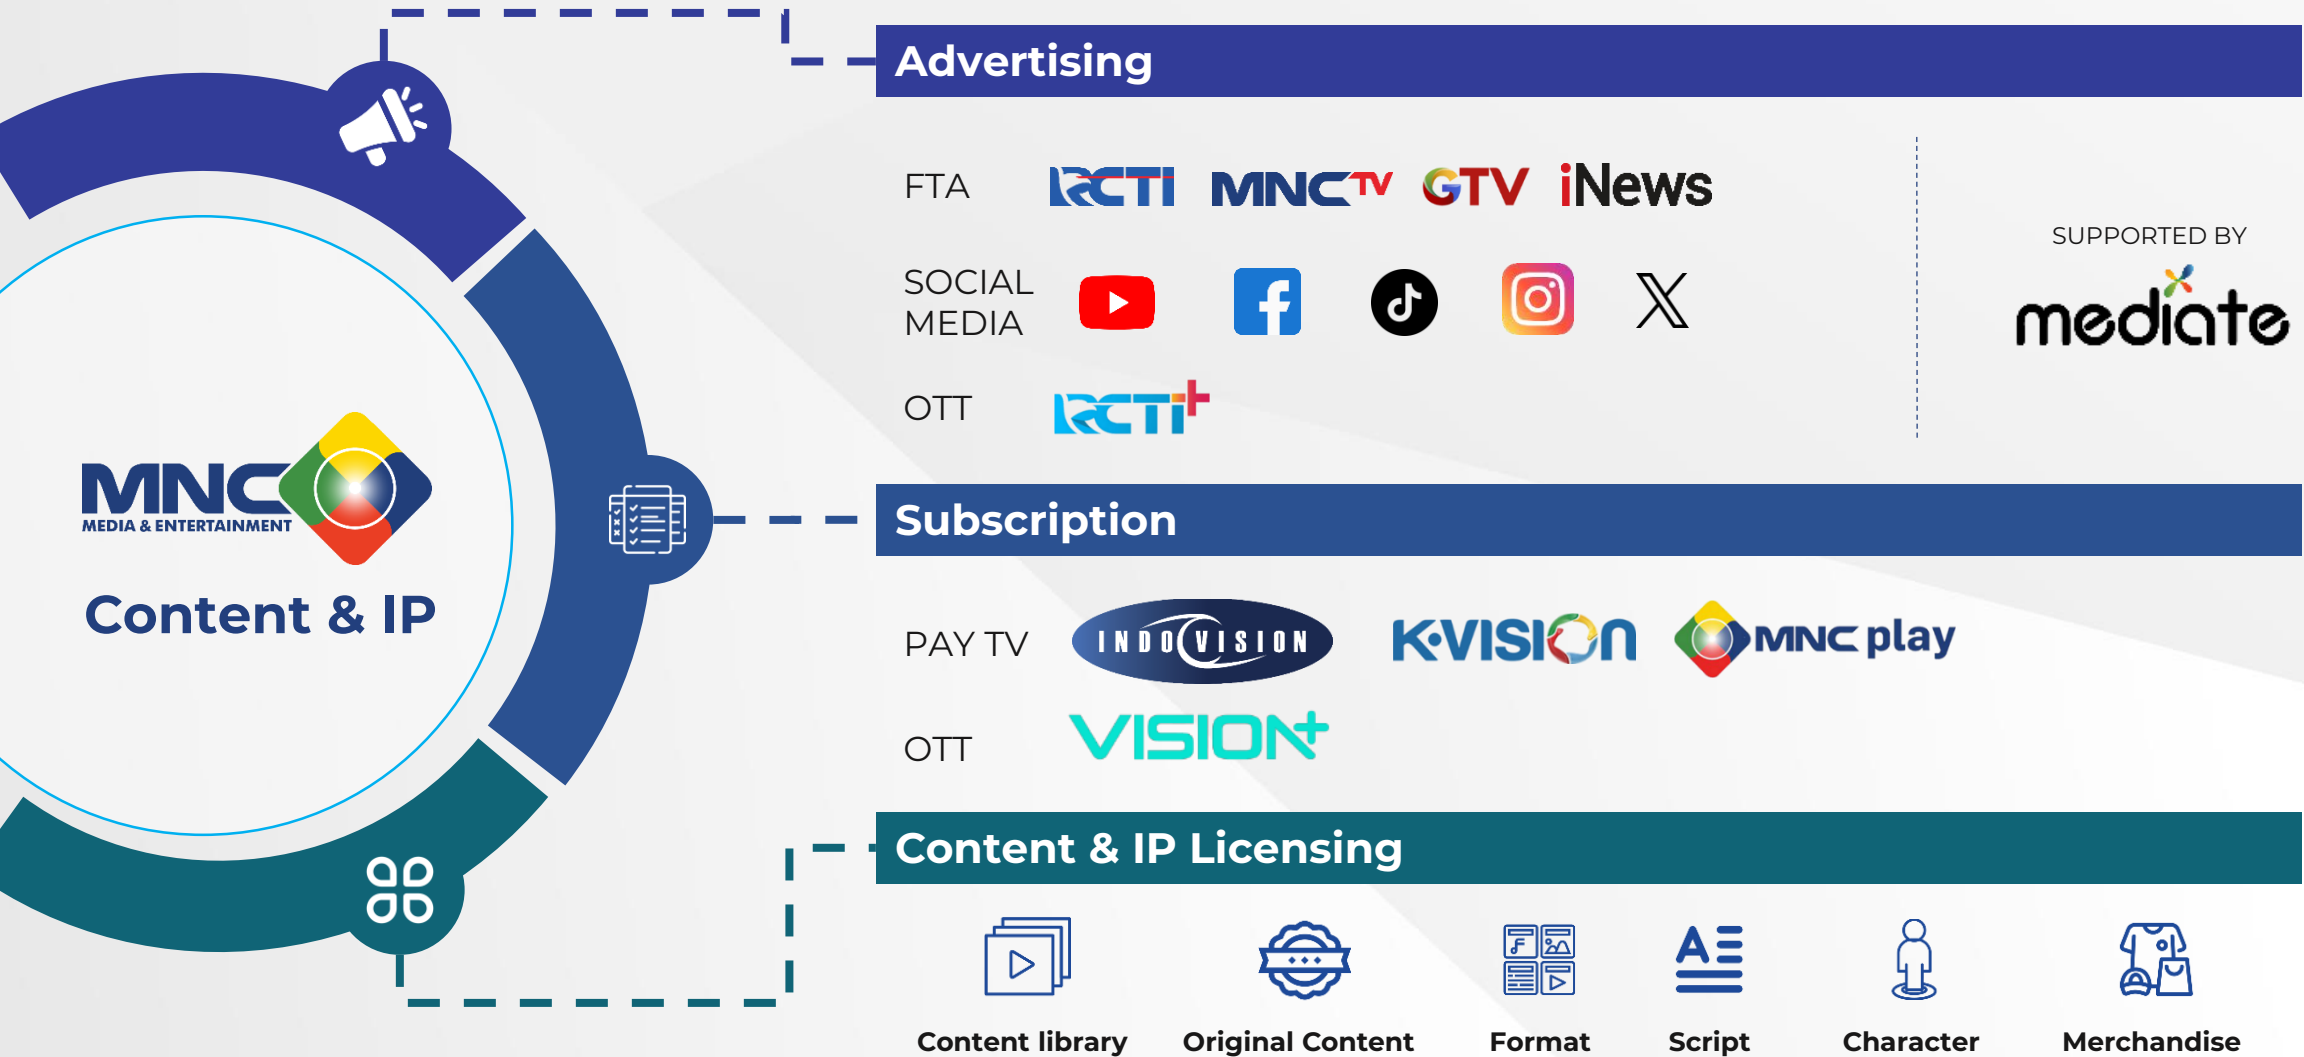 Advertising
FTA
RCTI
MNCTV
GTV
iNews
SOCIAL
MEDIA
OTT
RCTI+
SUPPORTED BY
mediate
MNC
MEDIA & ENTERTAINMENT
Content & IP
Subscription
PAY TV
INDOVISION
K-VISION
MNC play
OTT
VISION+
Content & IP Licensing
Content library
Original Content
Format
Script
Character
Merchandise